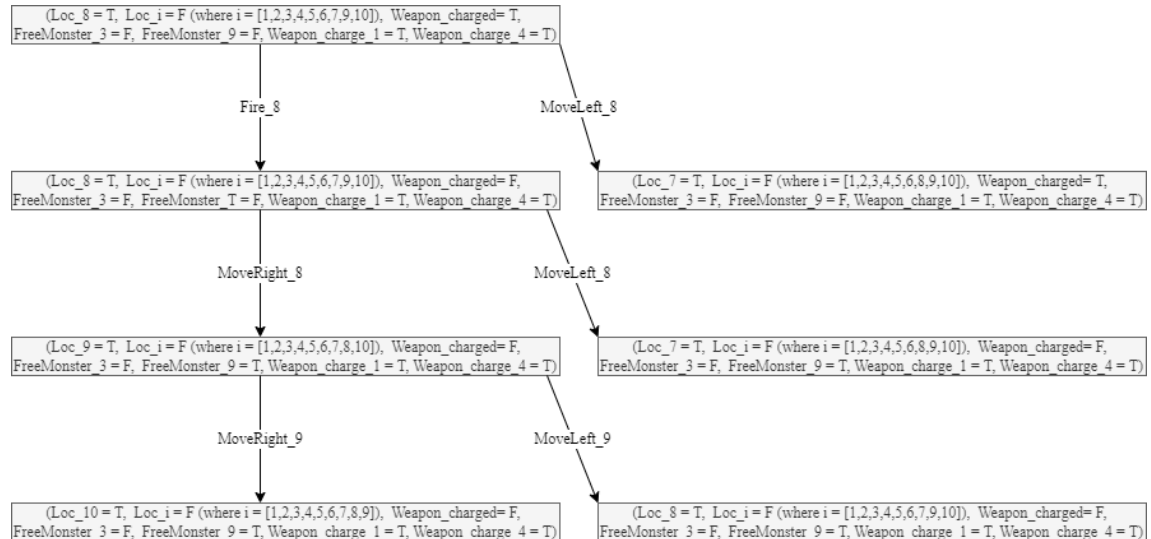 (Loc_8 = T, Loc_i = F (where i = [1,2,3,4,5,6,7,9,10]), Weapon_charged= T,
FreeMonster_3 = F, FreeMonster_9 = F, Weapon_charge_1 = T, Weapon_charge_4 = T)
Fire_8
MoveLeft_8
(Loc_8 = T, Loc_i = F (where i = [1,2,3,4,5,6,7,9,10]), Weapon_charged= F,
FreeMonster_3 = F, FreeMonster_T = F, Weapon_charge_1 = T, Weapon_charge_4 = T)
(Loc_7 = T, Loc_i = F (where i = [1,2,3,4,5,6,8,9,10]), Weapon_charged= T,
FreeMonster_3 = F, FreeMonster_9 = F, Weapon_charge_1 = T, Weapon_charge_4 = T)
MoveRight_8
MoveLeft_8
(Loc_9 = T, Loc_i = F (where i = [1,2,3,4,5,6,7,8,10]), Weapon_charged= F,
FreeMonster_3 = F, FreeMonster_9 = T, Weapon_charge_1 = T, Weapon_charge_4 = T)
(Loc_7 = T, Loc_i = F (where i = [1,2,3,4,5,6,8,9,10]), Weapon_charged= F,
FreeMonster_3 = F, FreeMonster_9 = T, Weapon_charge_1 = T, Weapon_charge_4 = T)
MoveRight_9
MoveLeft_9
(Loc_10 = T, Loc_i = F (where i = [1,2,3,4,5,6,7,8,9]), Weapon_charged= F,
FreeMonster_3 = F, FreeMonster_9 = T, Weapon_charge_1 = T, Weapon_charge_4 = T)
(Loc_8 = T, Loc_i = F (where i = [1,2,3,4,5,6,7,9,10]), Weapon_charged= F,
FreeMonster_3 = F, FreeMonster_9 = T, Weapon_charge_1 = T, Weapon_charge_4 = T)